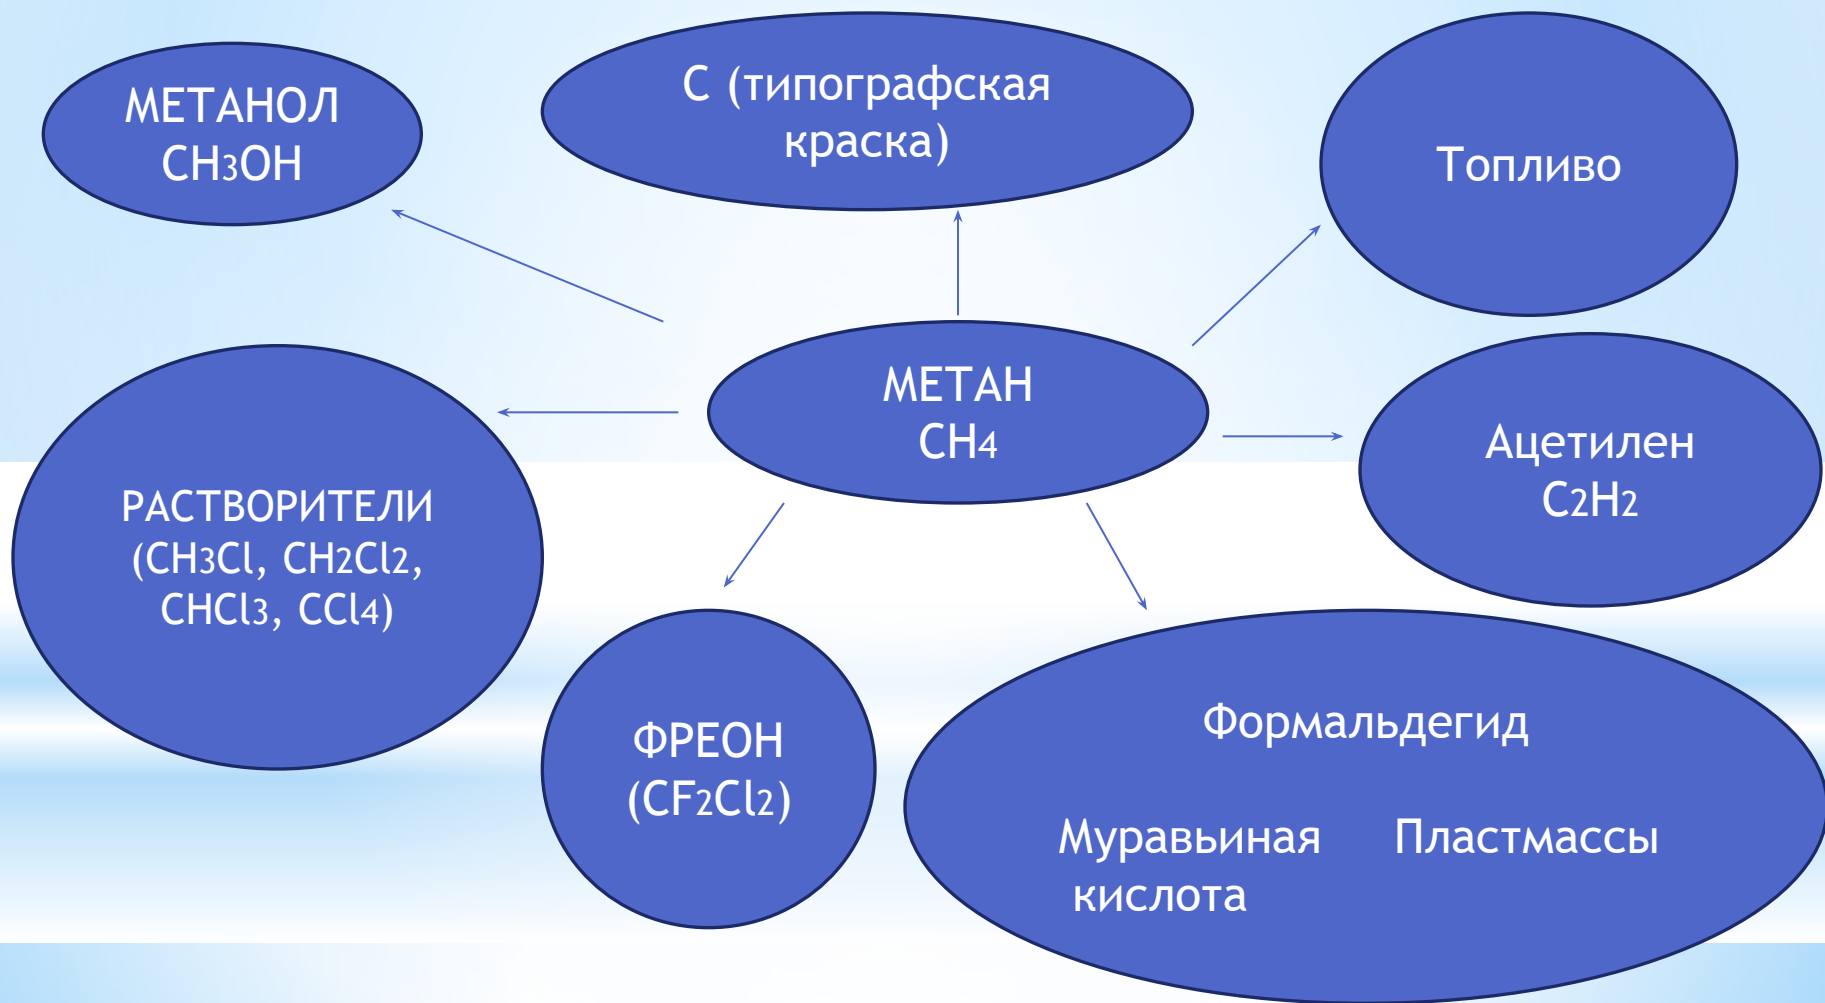 МЕТАНОЛ
CH3OH
С (типографская
краска)
Топливо
МЕТАН
CH4
Ацетилен
C2H2
РАСТВОРИТЕЛИ
(CH3Cl, CH2Cl2,
CHCl3, CCl4)
ФРЕОН
(CF2Cl2)
Формальдегид
Муравьиная Пластмассы
кислота